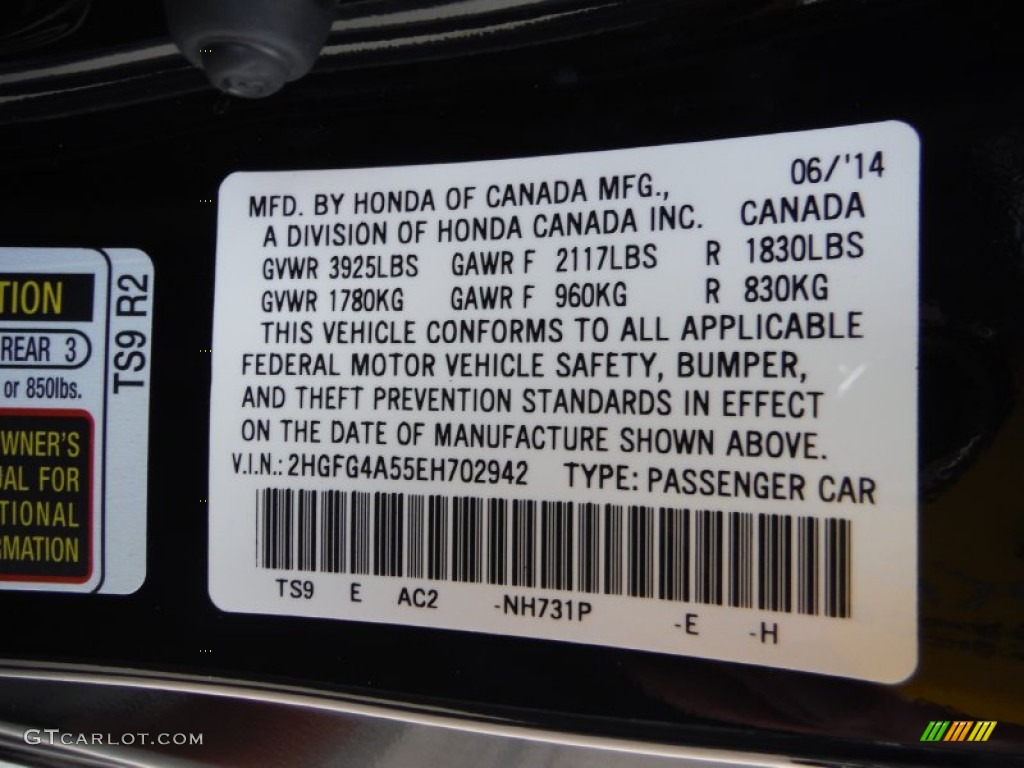 06/'14
MFD. BY HONDA OF CANADA MFG.,
A DIVISION OF HONDA CANADA INC. CANADA
GVWR 3925LBS GAWR F 2117LBS R 1830LBS
GVWR 1780KG GAWR F 960KG R 830KG
THIS VEHICLE CONFORMS TO ALL APPLICABLE
FEDERAL MOTOR VEHICLE SAFETY, BUMPER,
AND THEFT PREVENTION STANDARDS IN EFFECT
ON THE DATE OF MANUFACTURE SHOWN ABOVE.
V.I.N.: 2HGFG4A55EH702942 TYPE: PASSENGER CAR
TS9 E AC2 -NH731P -E -H
TION
REAR 3
or 850lbs.
WNER'S
UAL FOR
TIONAL
RMATION
TS9 R2
GTCARLOT.COM